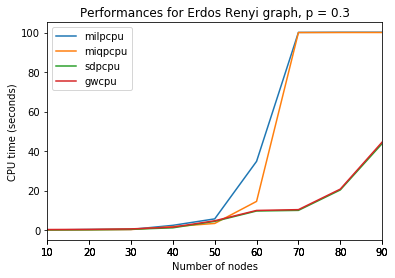 Performances for Erdos Renyi graph, p = 0.3
milpcpu
miqpcpu
sdpcpu
gwcpu
CPU time (seconds)
100
80
60
40
20
0
10 20 30 40 50 60 70 80 90
Number of nodes